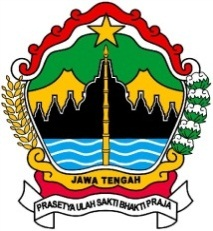 JAWA TENGAH
PRASETYA ULAH SAKTI BHAKTI PRAJA